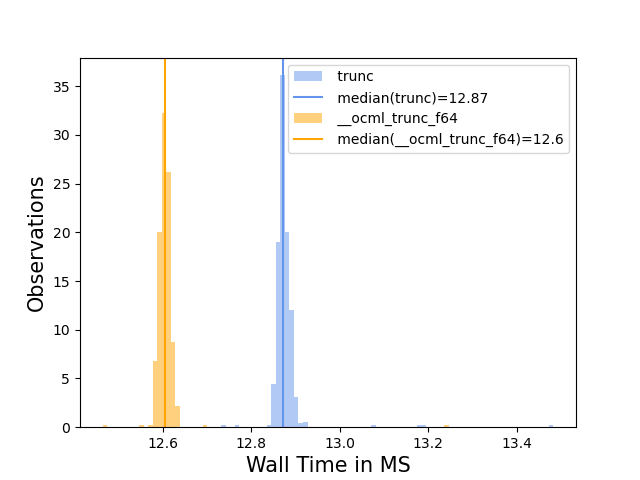 trunc
median(trunc)=12.87
__ocml_trunc_f64
median(__ocml_trunc_f64)=12.6
Observations
35
30
25
20
15
10
5
0
12.6 12.8 13.0 13.2 13.4
Wall Time in MS